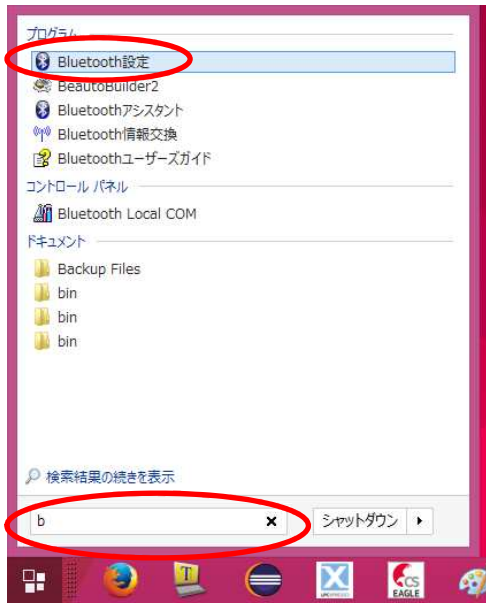 プログラム
Bluetooth設定
BeautoBuilder2
Bluetoothアシスタント
Bluetooth情報交換
Bluetoothユーザーズガイド
コントロール パネル
Bluetooth Local COM
ドキュメント
Backup Files
bin
bin
bin
検索結果の続きを表示
b
シャットダウン
T
X
CS
EAGLE